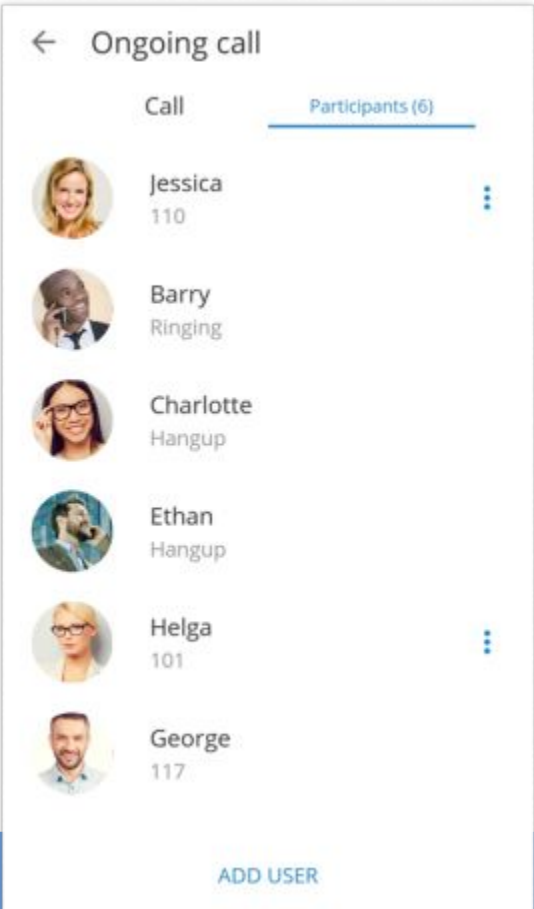 Ongoing call
Call
Participants (6)
Jessica
110
Barry
Ringing
Charlotte
Hangup
Ethan
Hangup
Helga
101
George
117
ADD USER